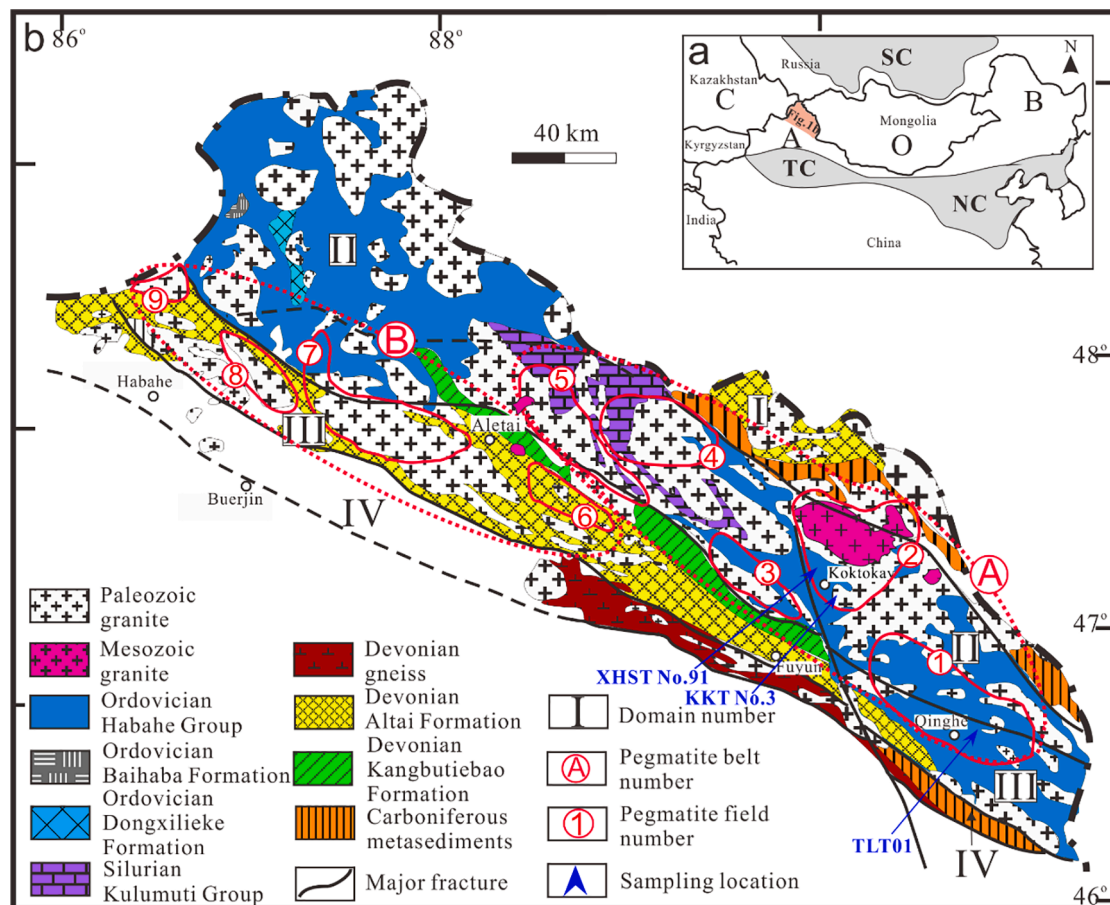 b
86°
88°
a
N
Russia
SC
Kazakhstan
C
B
Fig.1b
Mongolia
Kyrgyzstan
A
O
TC
NC
India
China
40 km
II
9
B
7
5
48°
I
Habahe
8
III
Aletai
4
Buerjin
IV
6
2
A
3
Koktokay
1
II
XHST No.91
Fuyun
KKT No.3
47°
Qinghe
III
TLT01
IV
46°
Paleozoic
granite
Mesozoic
granite
Ordovician
Habahe Group
Ordovician
Baihaba Formation
Ordovician
Dongxilieke
Formation
Silurian
Kulumuti Group
Devonian
gneiss
Devonian
Altai Formation
Devonian
Kangbutiebao
Formation
Carboniferous
metasediments
Major fracture
I
Domain number
A
Pegmatite belt
number
1
Pegmatite field
number
Sampling location